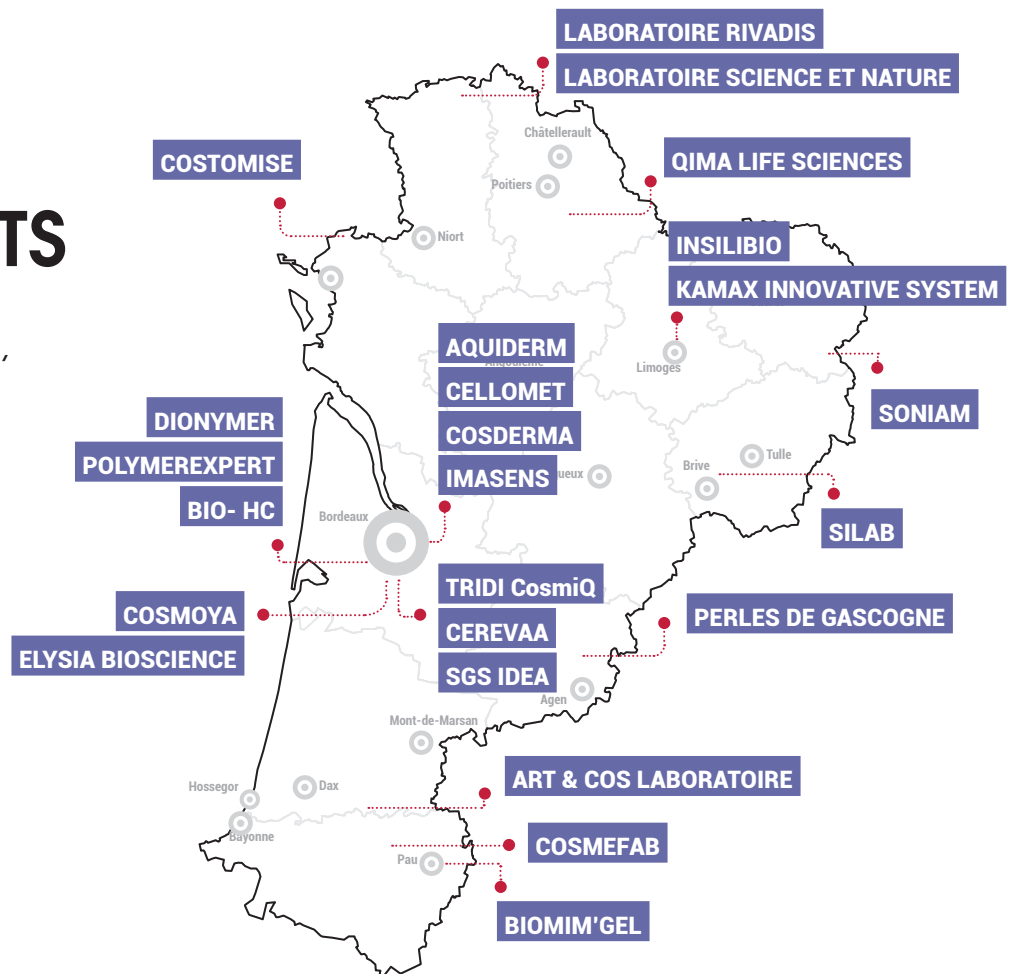 LABORATOIRE RIVADIS
LABORATOIRE SCIENCE ET NATURE
Châtellerault
COSTOMISE
QIMA LIFE SCIENCES
Poitiers
TS
Niort
INSILIBIO
KAMAX INNOVATIVE SYSTEM
AQUIDERM
Limoges
CELLOMET
DIONYMER
SONIAM
COSDERMA
POLYMEREXPERT
Tulle
Brive
IMASENS
ueux
BIO- HC
Bordeaux
SILAB
TRIDI CosmiQ
COSMOYA
PERLES DE GASCOGNE
CEREVAA
ELYSIA BIOSCIENCE
SGS IDEA
Agen
Mont-de-Marsan
ART & COS LABORATOIRE
Hossegor
Dax
Bayonne
COSMEFAB
Pau
BIOMIM'GEL